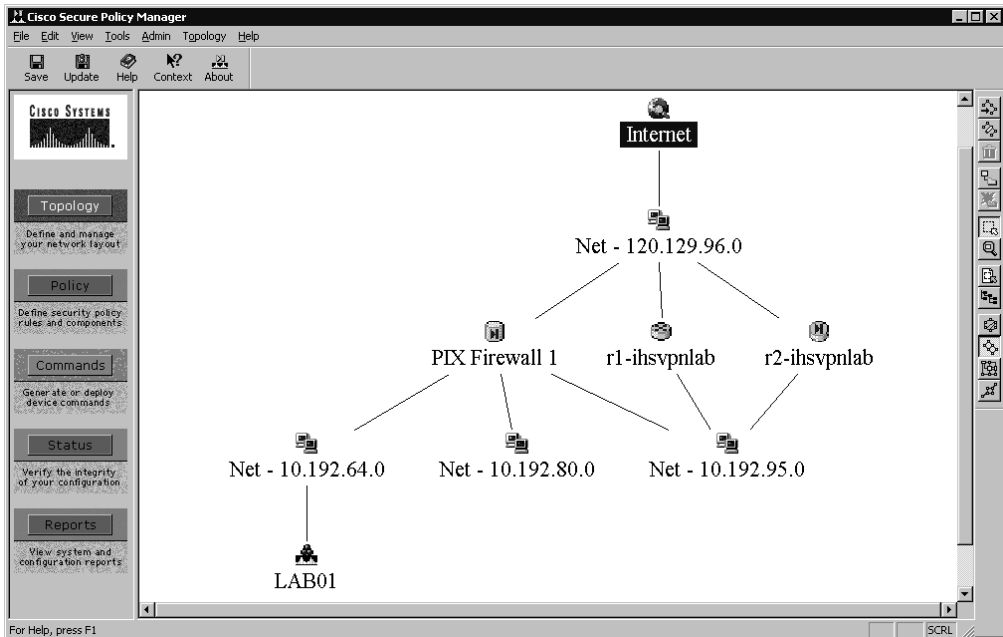 Cisco Secure Policy Manager
File Edit View Tools Admin Topology Help
Save Update Help Context About
CISCO SYSTEMS
Topology
Define and manage
your network layout
Policy
Define security policy
rules and components
Commands
Generate or deploy
device commands
Status
Verify the integrity
of your configuration
Reports
View system and
configuration reports
Internet
Net - 120.129.96.0
PIX Firewall 1 r1-ihsvpnlab r2-ihsvpnlab
Net - 10.192.64.0 Net - 10.192.80.0 Net - 10.192.95.0
LAB01
For Help, press F1 SCRL